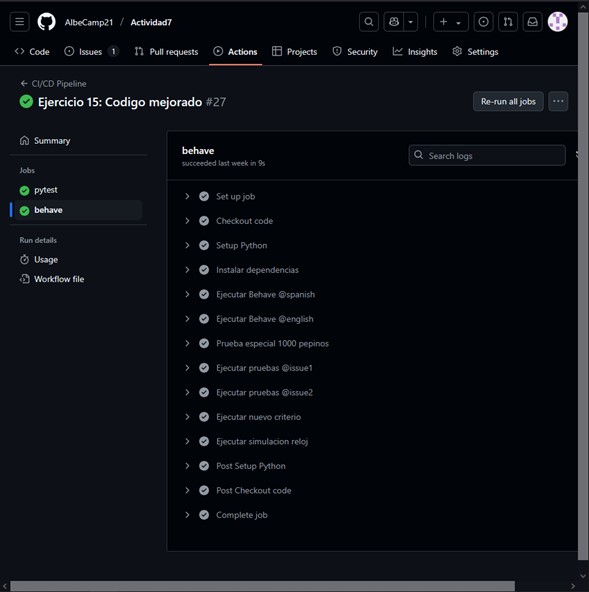 AlbeCamp21 / Actividad7
Code Issues 1 Pull requests Actions Projects Security Insights Settings
CI/CD Pipeline
Ejercicio 15: Codigo mejorado #27
Re-run all jobs
Summary
Jobs
pytest
behave
Run details
Usage
Workflow file
behave
succeeded last week in 9s
Search logs
Set up job
Checkout code
Setup Python
Instalar dependencias
Ejecutar Behave @spanish
Ejecutar Behave @english
Prueba especial 1000 pepinos
Ejecutar pruebas @issue1
Ejecutar pruebas @issue2
Ejecutar nuevo criterio
Ejecutar simulacion reloj
Post Setup Python
Post Checkout code
Complete job